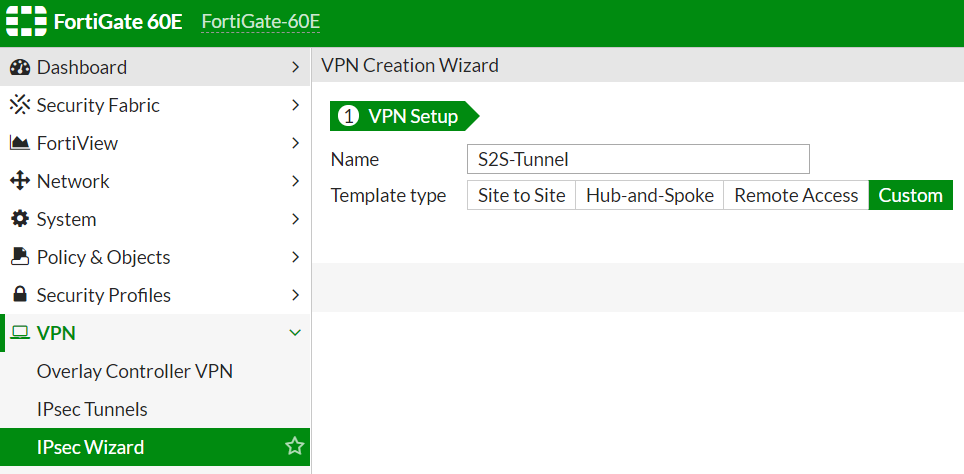 FortiGate 60E FortiGate-60E
Dashboard
Security Fabric
FortiView
Network
System
Policy & Objects
Security Profiles
VPN
Overlay Controller VPN
IPsec Tunnels
IPsec Wizard
VPN Creation Wizard
1 VPN Setup
Name S2S-Tunnel
Template type Site to Site Hub-and-Spoke Remote Access Custom